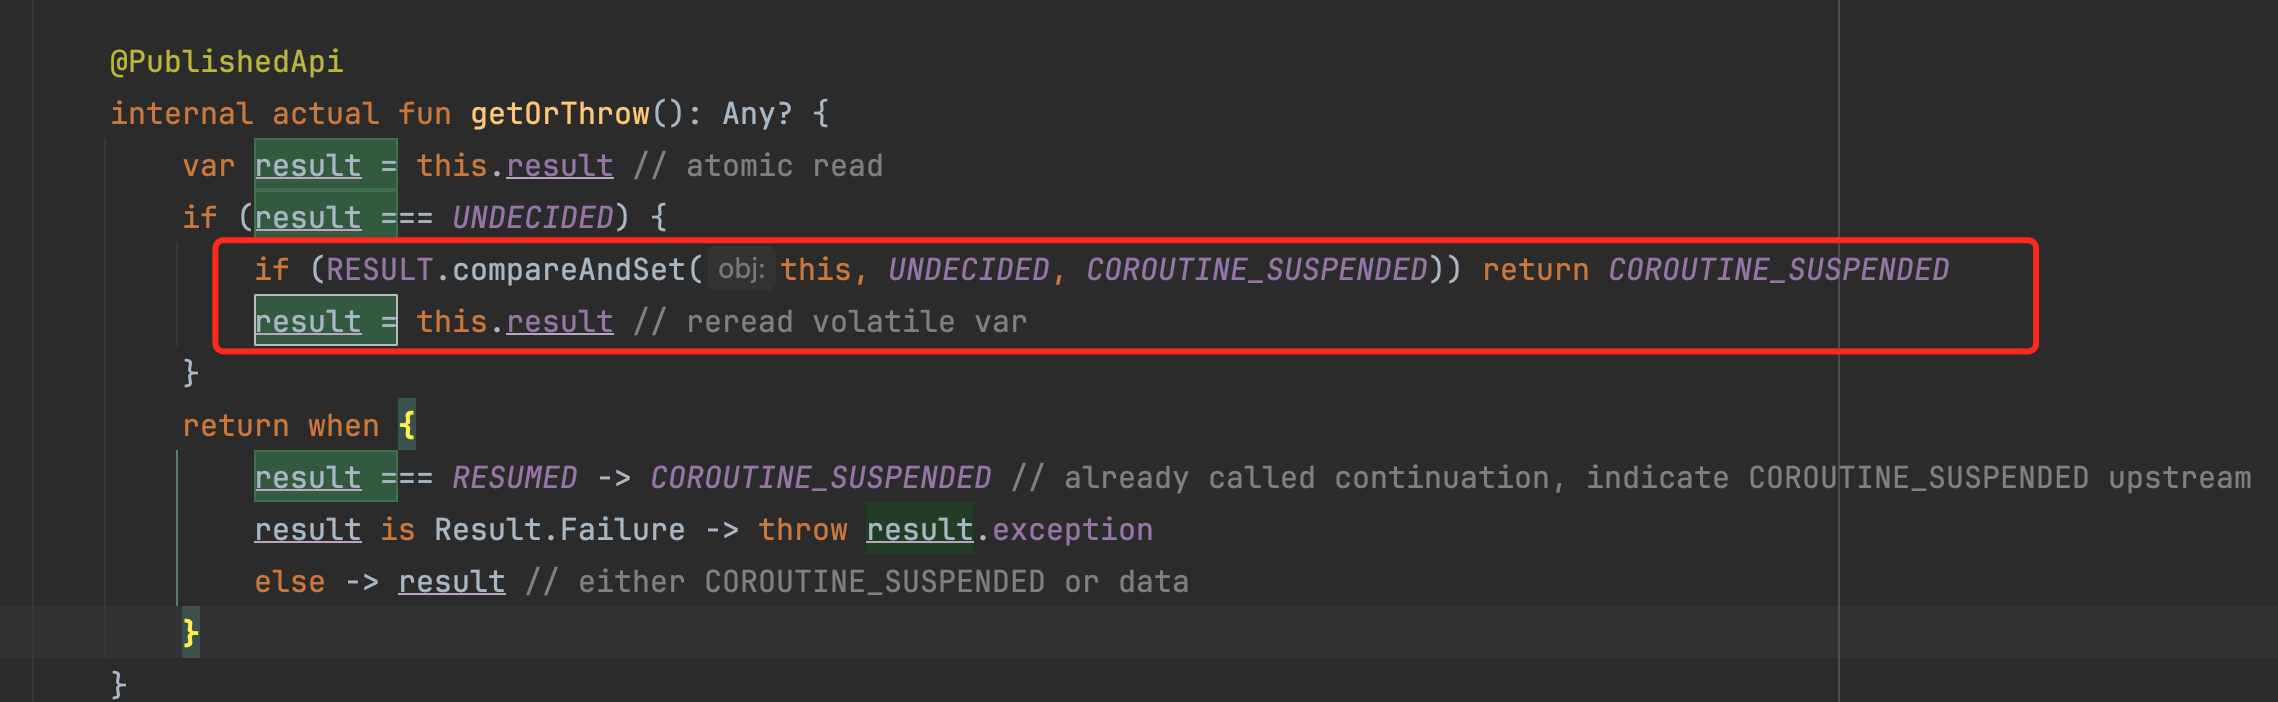 @PublishedApi
internal actual fun getOrThrow(): Any? {
var result = this.result // atomic read
if (result === UNDECIDED) {
if (RESULT.compareAndSet( obj: this, UNDECIDED, COROUTINE_SUSPENDED)) return COROUTINE_SUSPENDED
result = this.result // reread volatile var
}
return when {
result === RESUMED -> COROUTINE_SUSPENDED // already called continuation, indicate COROUTINE_SUSPENDED upstream
result is Result.Failure -> throw result.exception
else -> result // either COROUTINE_SUSPENDED or data
}
}